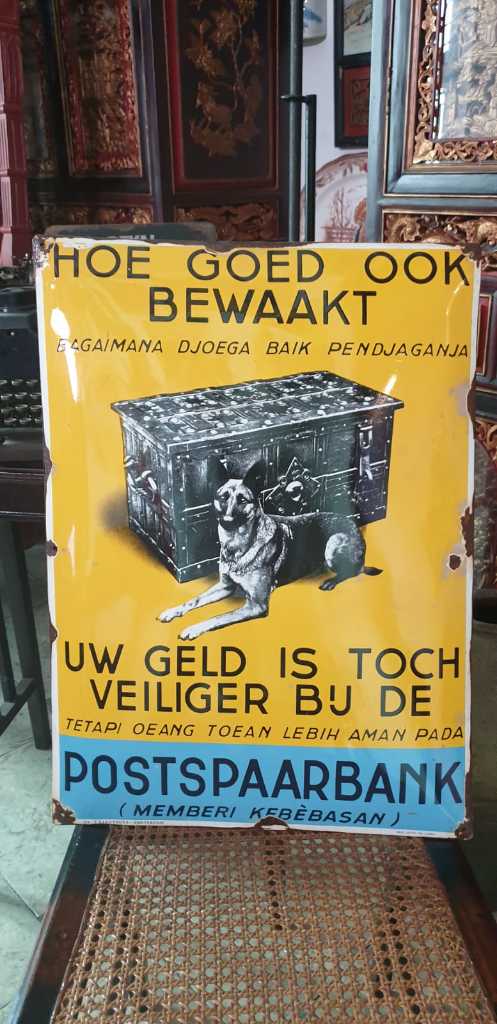 HOE GOED OOK
BEWAAKT
BAGAIMANA DJOEGA BAIK PENDJAGANJA
UW GELD IS TOCH
VEILIGER BIJ DE
TETAPI OEANG TOEAN LEBIH AMAN PADA
POSTSPAARBANK
(MEMBERI KEBÈBASAN)